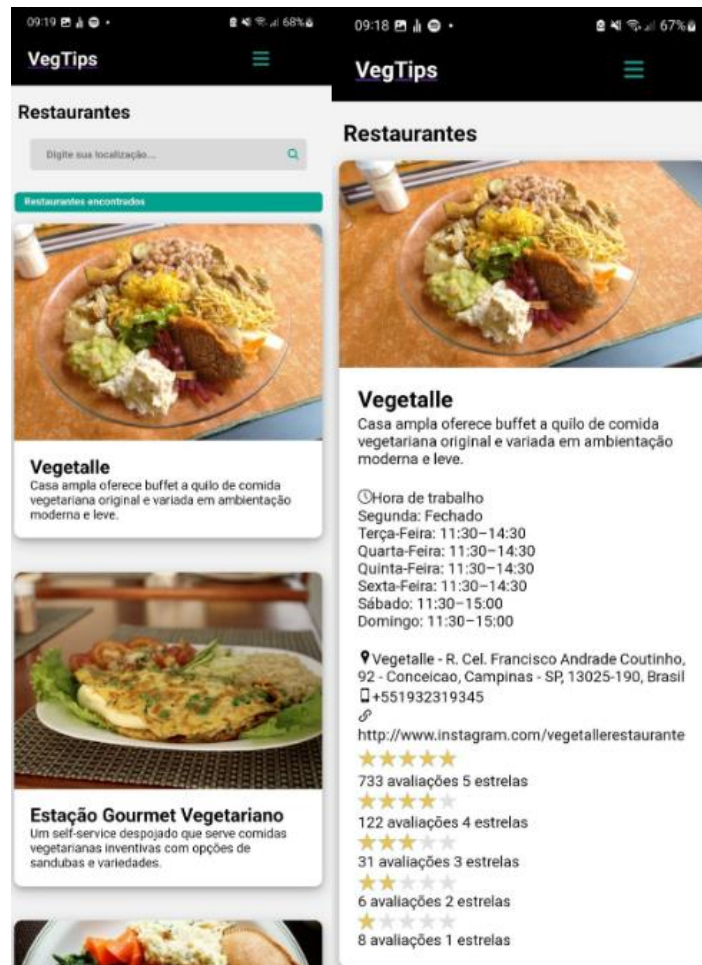 09:19
68%
VegTips
Restaurantes
Digite sua localização...
Restaurantes encontrados
Vegetalle
Casa ampla oferece buffet a quilo de comida
vegetariana original e variada em ambientação
moderna e leve.
Estação Gourmet Vegetariano
Um self-service despojado que serve comidas
vegetarianas inventivas com opções de
sandubas e variedades.
09:18
67%
VegTips
Restaurantes
Vegetalle
Casa ampla oferece buffet a quilo de comida
vegetariana original e variada em ambientação
moderna e leve.
Hora de trabalho
Segunda: Fechado
Terça-Feira: 11:30–14:30
Quarta-Feira: 11:30–14:30
Quinta-Feira: 11:30–14:30
Sexta-Feira: 11:30–14:30
Sábado: 11:30–15:00
Domingo: 11:30–15:00
Vegetalle - R. Cel. Francisco Andrade Coutinho,
92 - Conceicao, Campinas - SP, 13025-190, Brasil
+551932319345
http://www.instagram.com/vegetallerestaurante
733 avaliações 5 estrelas
122 avaliações 4 estrelas
31 avaliações 3 estrelas
6 avaliações 2 estrelas
8 avaliações 1 estrelas